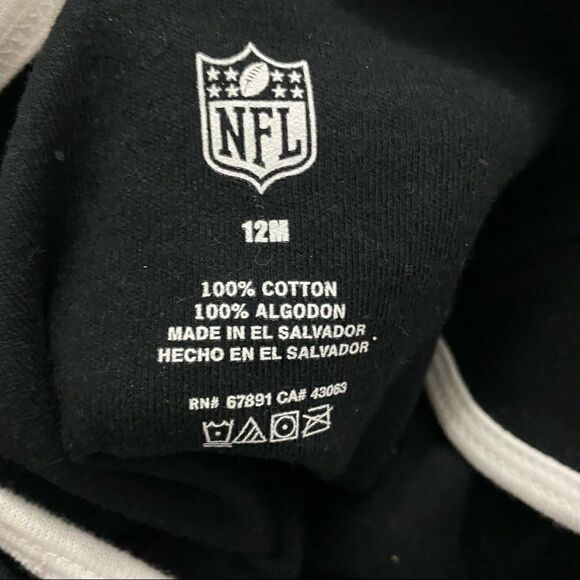 NFL
12M
100% COTTON
100% ALGODON
MADE IN EL SALVADOR
HECHO EN EL SALVADOR
RN# 67891 CA# 43063